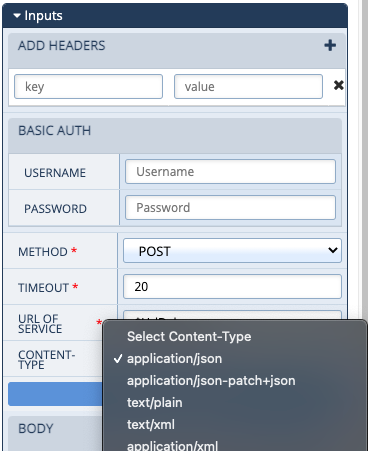 Inputs
ADD HEADERS
key value
BASIC AUTH
USERNAME Username
PASSWORD Password
METHOD * POST
TIMEOUT * 20
URL OF
SERVICE *
CONTENT-
TYPE
Select Content-Type
✓ application/json
application/json-patch+json
text/plain
text/xml
application/xml
BODY